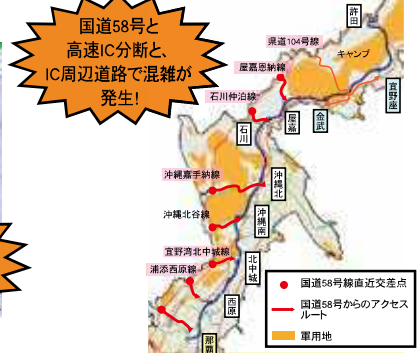 国道58号と
高速IC分断と、
IC周辺道路で混雑が
発生!
許田
県道104号線
キャンプ
屋嘉恩納線
宜野座
石川仲泊線
金武
屋嘉
石川
沖縄嘉手納線
沖縄北
沖縄北谷線
沖縄南
宜野湾北中城線
北中城
浦添西原線
西原
那覇
国道58号線直近交差点
国道58号からのアクセス
ルート
軍用地